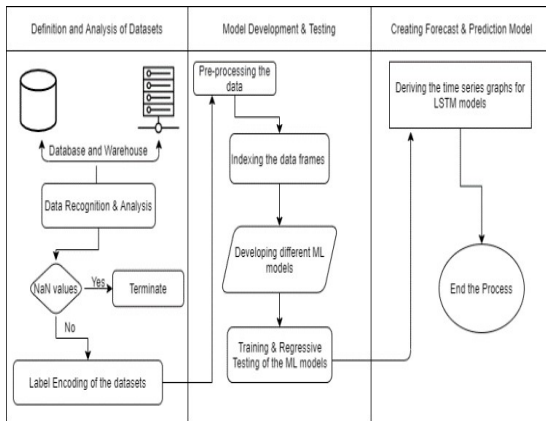 Definition and Analysis of Datasets
Model Development & Testing
Creating Forecast & Prediction Model
Database and Warehouse
Data Recognition & Analysis
NaN values
Yes
Terminate
No
Label Encoding of the datasets
Pre-processing the
data
Indexing the data frames
Developing different ML
models
Training & Regressive
Testing of the ML models
Deriving the time series graphs for
LSTM models
End the Process